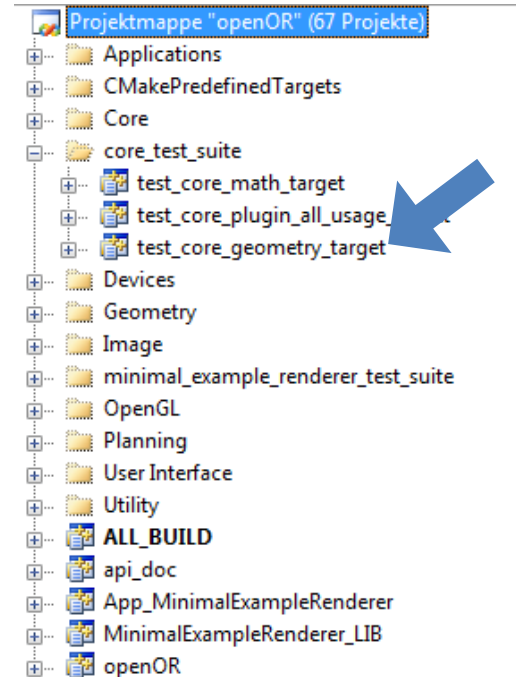 Projektmappe "openOR" (67 Projekte)
Applications
CMakePredefinedTargets
Core
core_test_suite
test_core_math_target
test_core_plugin_all_usage_
test_core_geometry_target
Devices
Geometry
Image
minimal_example_renderer_test_suite
OpenGL
Planning
User Interface
Utility
ALL_BUILD
api_doc
App_MinimalExampleRenderer
MinimalExampleRenderer_LIB
openOR